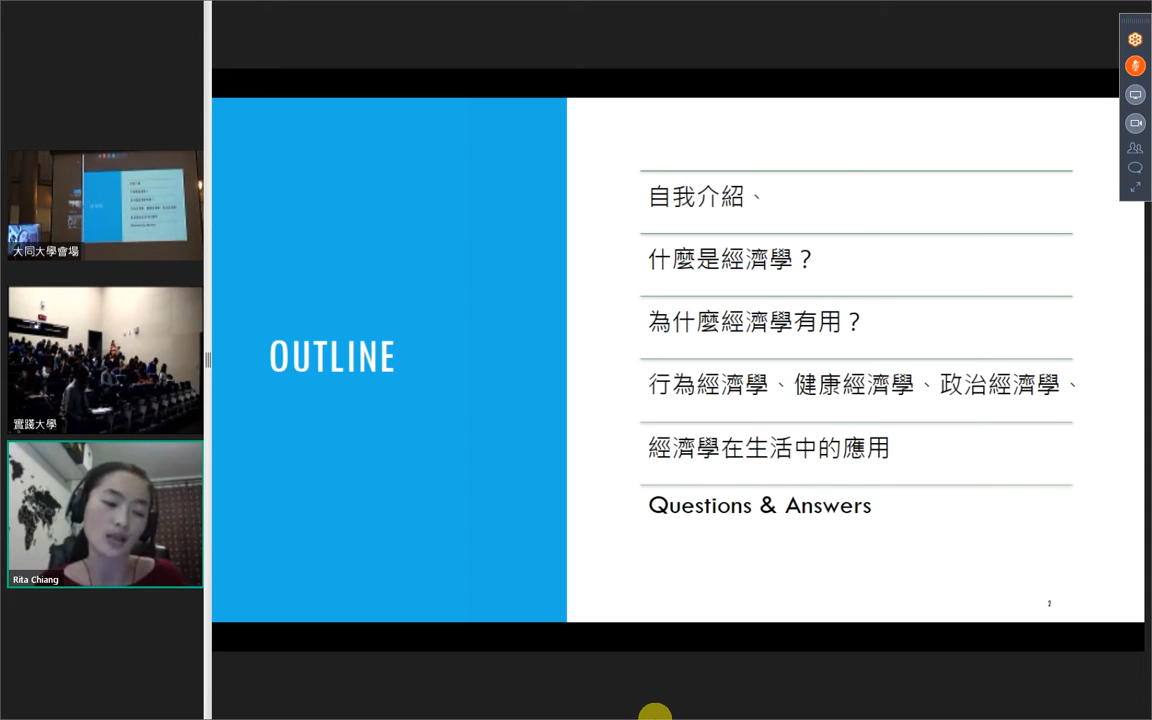 大同大學會場
實踐大學
Rita Chiang
OUTLINE
自我介紹、
什麼是經濟學？
為什麼經濟學有用？
行為經濟學、健康經濟學、政治經濟學、
經濟學在生活中的應用
Questions & Answers
2